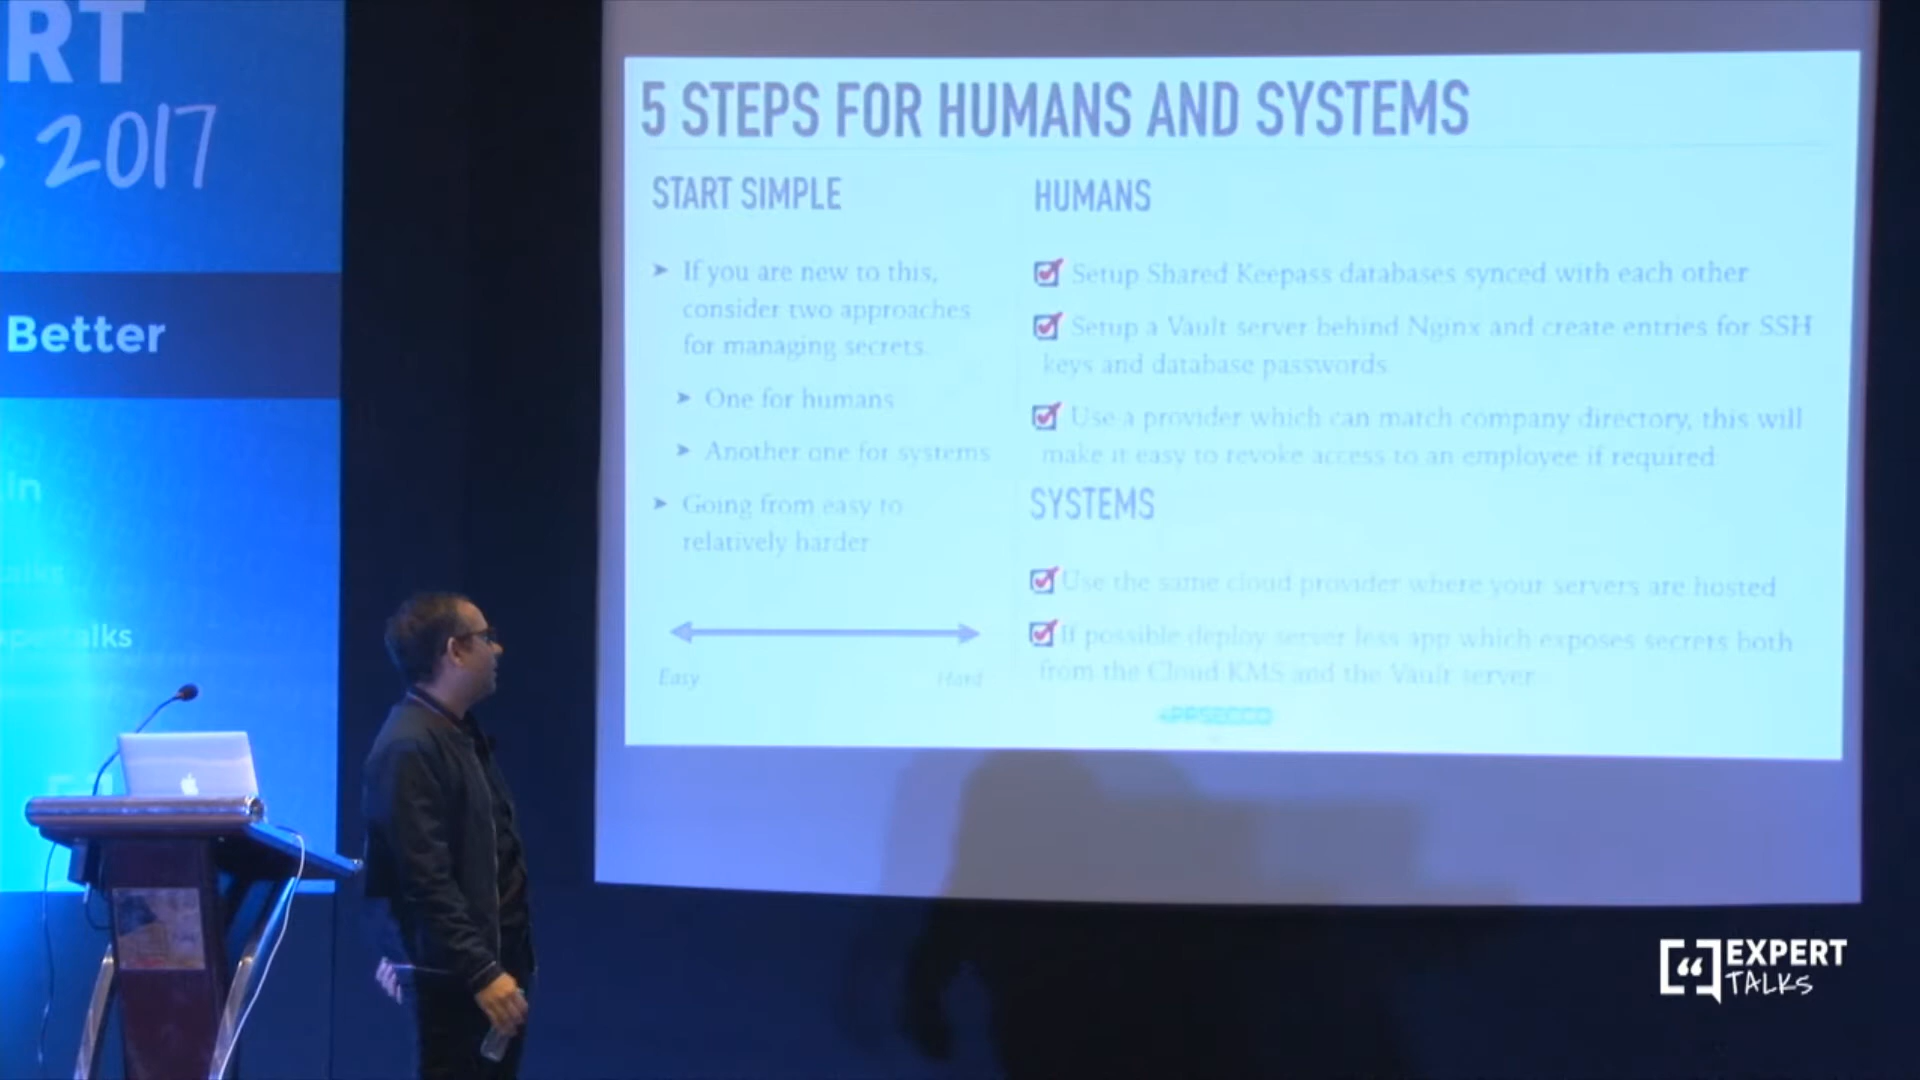 RT
2017
Better
in
talks
5 STEPS FOR HUMANS AND SYSTEMS
START SIMPLE
➤ If you are new to this,
consider two approaches
for managing secrets.
➤ One for humans
➤ Another one for systems
➤ Going from easy to
relatively harder
Easy
Hard
HUMANS
Setup Shared Keepass databases synced with each other
Setup a Vault server behind Nginx and create entries for SSH
keys and database passwords
Use a provider which can match company directory, this will
make it easy to revoke access to an employee if required
SYSTEMS
Use the same cloud provider where your servers are hosted
If possible deploy server less app which exposes secrets both
from the Cloud KMS and the Vault server
EXPERT
TALKS